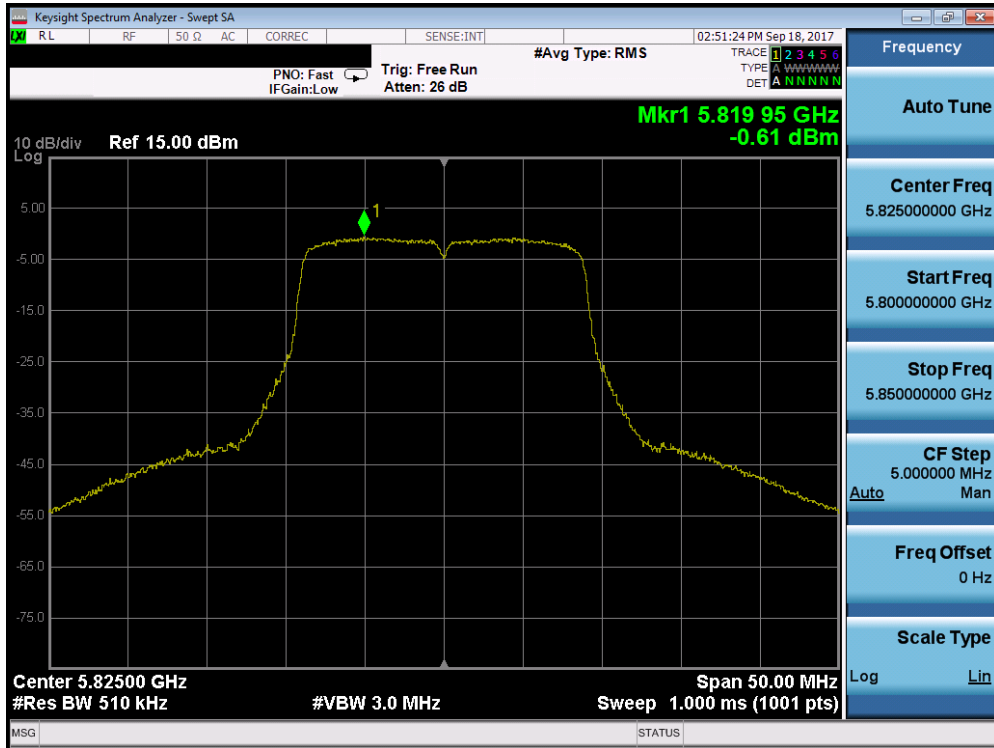 Keysight Spectrum Analyzer - Swept SA
LXI RL RF 50 Ω AC CORREC SENSE:INT 02:51:24 PM Sep 18, 2017
PNO: Fast
IFGain:Low
Trig: Free Run
Atten: 26 dB
#Avg Type: RMS
TRACE 1 2 3 4 5 6
TYPE A WWWWW
DET A N N N N N
Mkr1 5.819 95 GHz
-0.61 dBm
10 dB/div Ref 15.00 dBm
Log
1
5.00
-5.00
-15.0
-25.0
-35.0
-45.0
-55.0
-65.0
-75.0
Center 5.82500 GHz Span 50.00 MHz
#Res BW 510 kHz #VBW 3.0 MHz Sweep 1.000 ms (1001 pts)
MSG STATUS
Frequency
Auto Tune
Center Freq
5.825000000 GHz
Start Freq
5.800000000 GHz
Stop Freq
5.850000000 GHz
CF Step
5.000000 MHz
Auto Man
Freq Offset
0 Hz
Scale Type
Log Lin